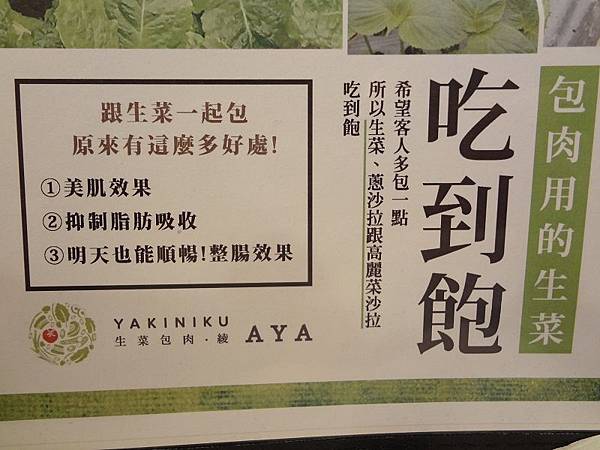 包肉用的生菜
吃到飽
希望客人多包一點
所以生菜、蔥沙拉跟高麗菜沙拉
吃到飽
跟生菜一起包
原來有這麼多好處!
①美肌效果
②抑制脂肪吸收
③明天也能順暢!整腸效果
YAKINIKU
生菜包肉·綾
AYA